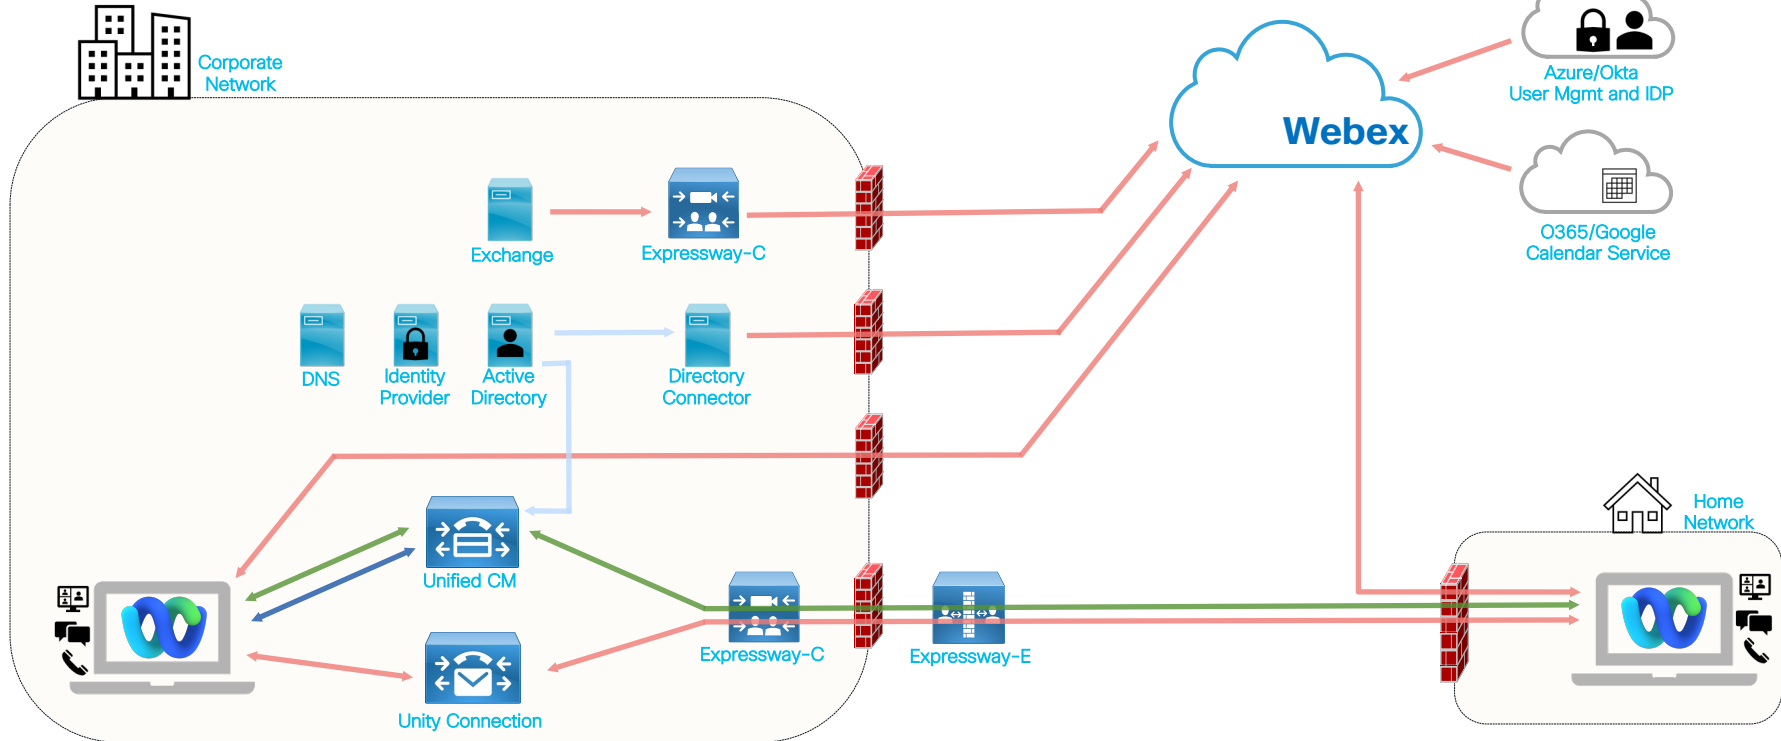 Corporate
Network
Azure/Okta
User Mgmt and IDP
Webex
O365/Google
Calendar Service
Exchange
Expressway-C
DNS
Identity
Provider
Active
Directory
Directory
Connector
Unified CM
Unity Connection
Expressway-C
Expressway-E
Home
Network